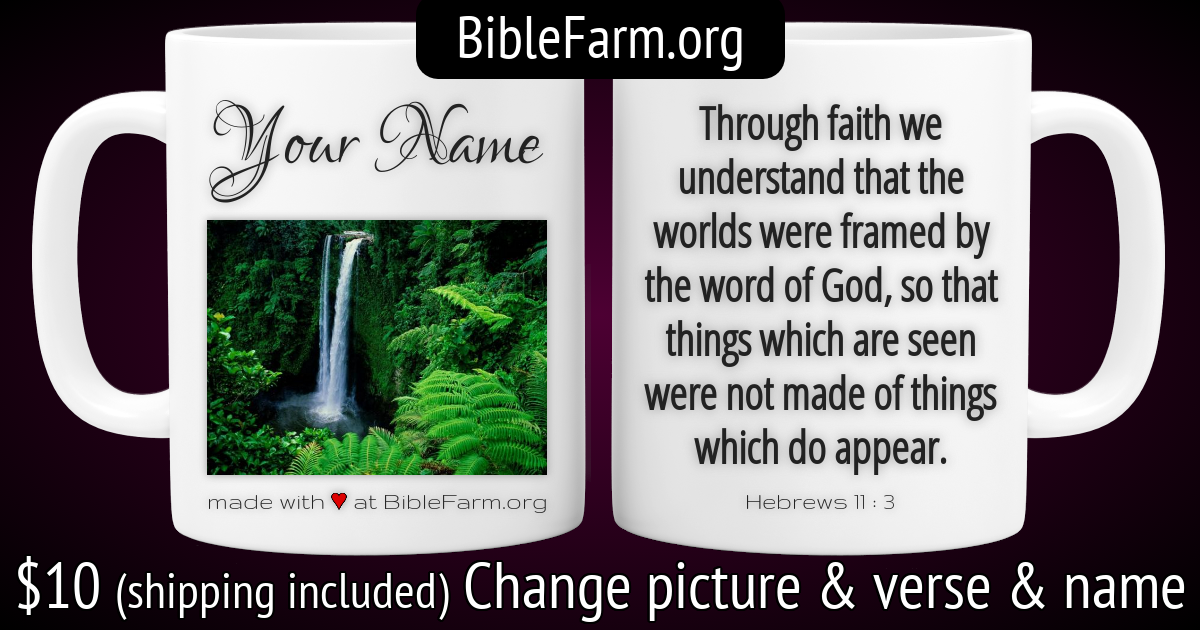 BibleFarm.org
Your Name
made with ♥ at BibleFarm.org
Through faith we
understand that the
worlds were framed by
the word of God, so that
things which are seen
were not made of things
which do appear.
Hebrews 11 : 3
$10 (shipping included) Change picture & verse & name